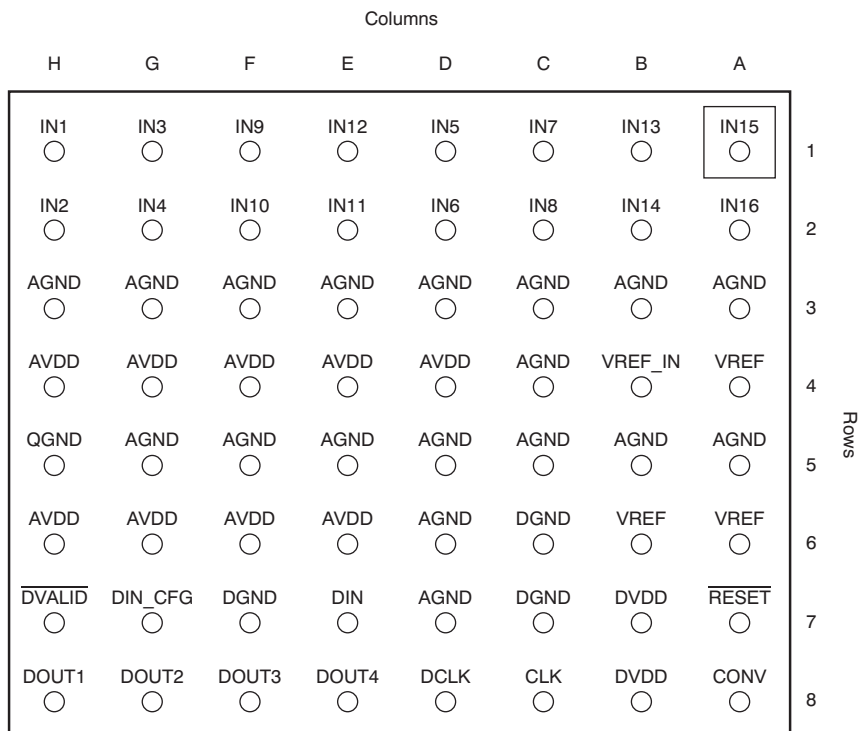 Columns
H G F E D C B A
IN1 IN3 IN9 IN12 IN5 IN7 IN13 IN15
1
IN2 IN4 IN10 IN11 IN6 IN8 IN14 IN16
2
AGND AGND AGND AGND AGND AGND AGND AGND
3
AVDD AVDD AVDD AVDD AVDD AGND VREF_IN VREF
4
Rows
QGND AGND AGND AGND AGND AGND AGND AGND
5
AVDD AVDD AVDD AVDD AGND DGND VREF VREF
6
DVALID DIN_CFG DGND DIN AGND DGND DVDD RESET
7
DOUT1 DOUT2 DOUT3 DOUT4 DCLK CLK DVDD CONV
8